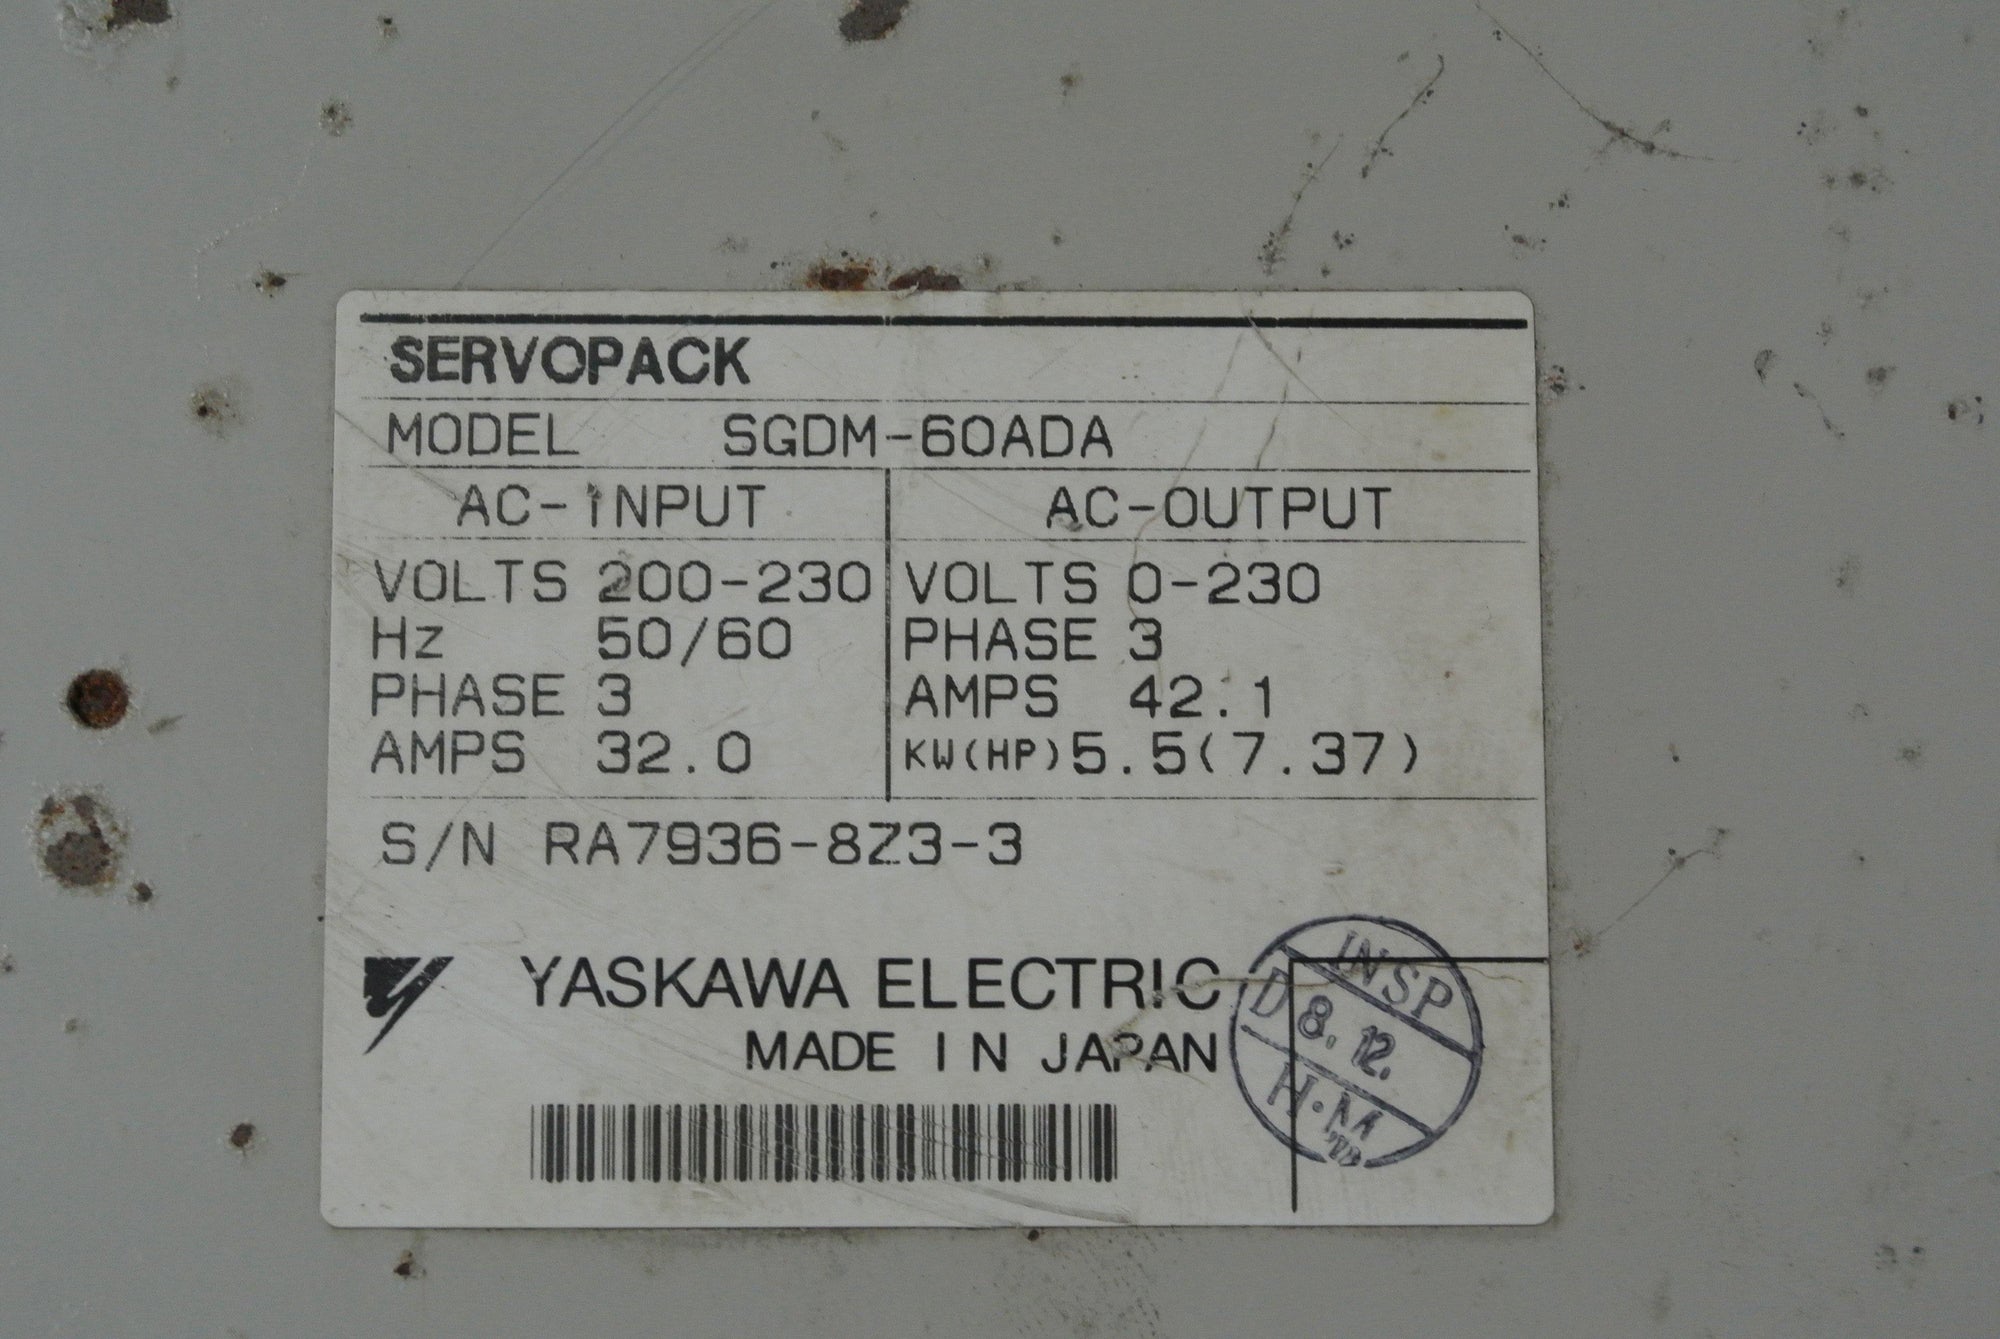 SERVOPACK
MODEL SGDM-60ADA
AC-INPUT AC-OUTPUT
VOLTS 200-230 VOLTS 0-230
Hz 50/60 PHASE 3
PHASE 3 AMPS 42.1
AMPS 32.0 KW(HP)5.5(7.37)
S/N RA7936-8Z3-3
YASKAWA ELECTRIC
MADE IN JAPAN
INSP
D 8.12.
H.M